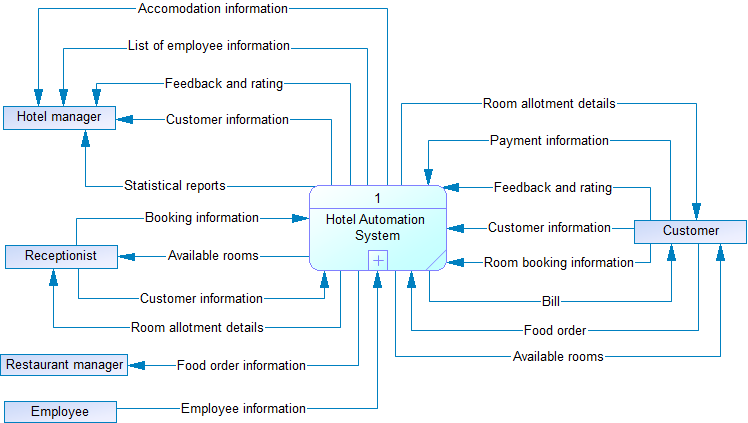 Accomodation information
List of employee information
Feedback and rating
Hotel manager
Customer information
Statistical reports
Room allotment details
Payment information
Feedback and rating
Customer information
Customer
Room booking information
1
Hotel Automation
System
Booking information
Receptionist
Available rooms
Customer information
Room allotment details
Bill
Food order
Available rooms
Restaurant manager
Food order information
Employee
Employee information